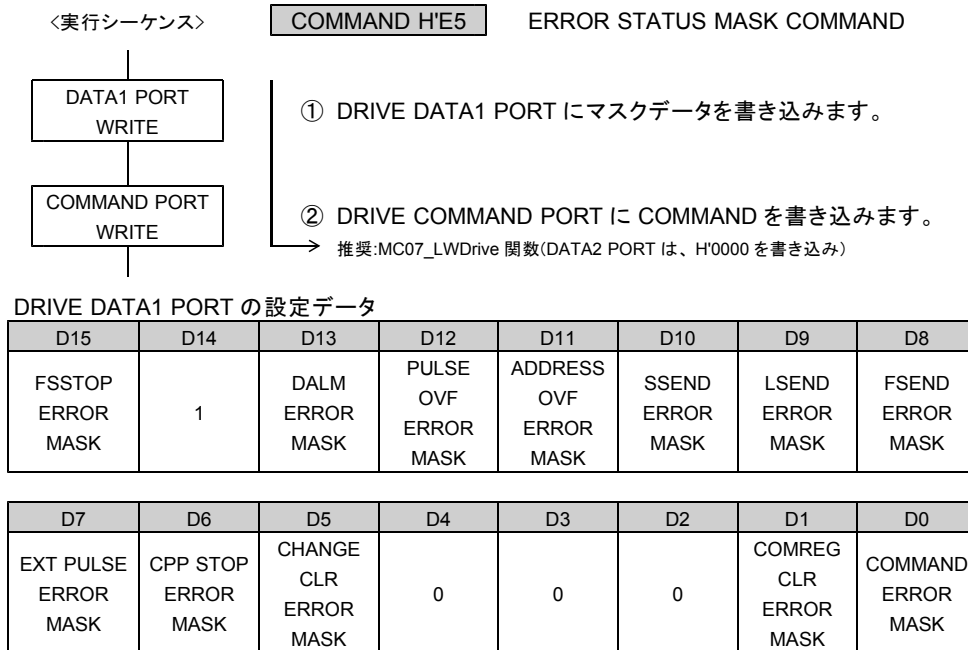 〈実行シーケンス〉 COMMAND H'E5 ERROR STATUS MASK COMMAND
DATA1 PORT
WRITE
① DRIVE DATA1 PORT にマスクデータを書き込みます。
COMMAND PORT
WRITE
② DRIVE COMMAND PORT に COMMAND を書き込みます。
推奨:MC07_LWDrive 関数(DATA2 PORT は、H'0000 を書き込み)
DRIVE DATA1 PORT の設定データ
D15 D14 D13 D12 D11 D10 D9 D8
FSSTOP
ERROR
MASK
1
DALM
ERROR
MASK
PULSE
OVF
ERROR
MASK
ADDRESS
OVF
ERROR
MASK
SSEND
ERROR
MASK
LSEND
ERROR
MASK
FSEND
ERROR
MASK
D7 D6 D5 D4 D3 D2 D1 D0
EXT PULSE
ERROR
MASK
CPP STOP
ERROR
MASK
CHANGE
CLR
ERROR
MASK
0
0
0
COMREG
CLR
ERROR
MASK
COMMAND
ERROR
MASK